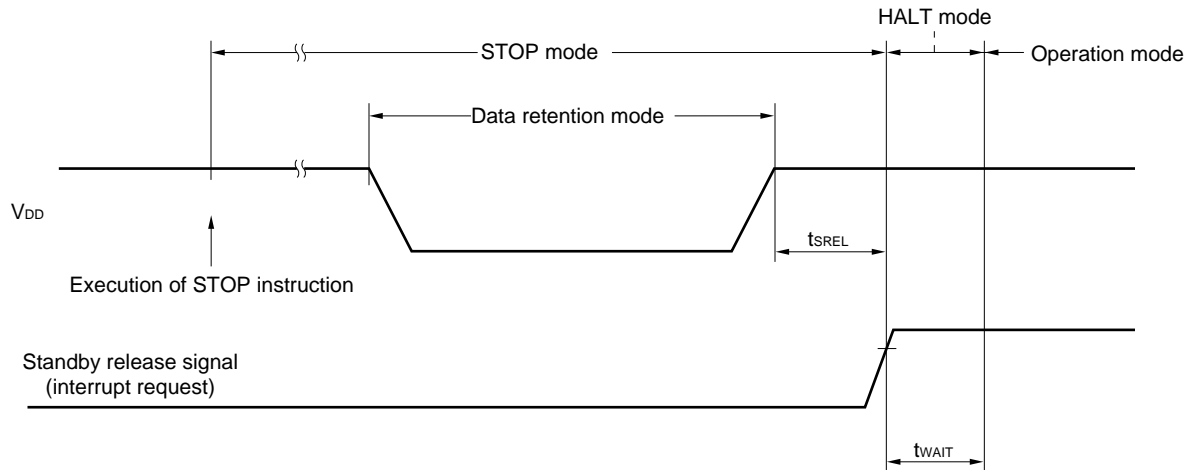 HALT mode
STOP mode
Operation mode
Data retention mode
VDD
tSREL
Execution of STOP instruction
Standby release signal
(interrupt request)
tWAIT